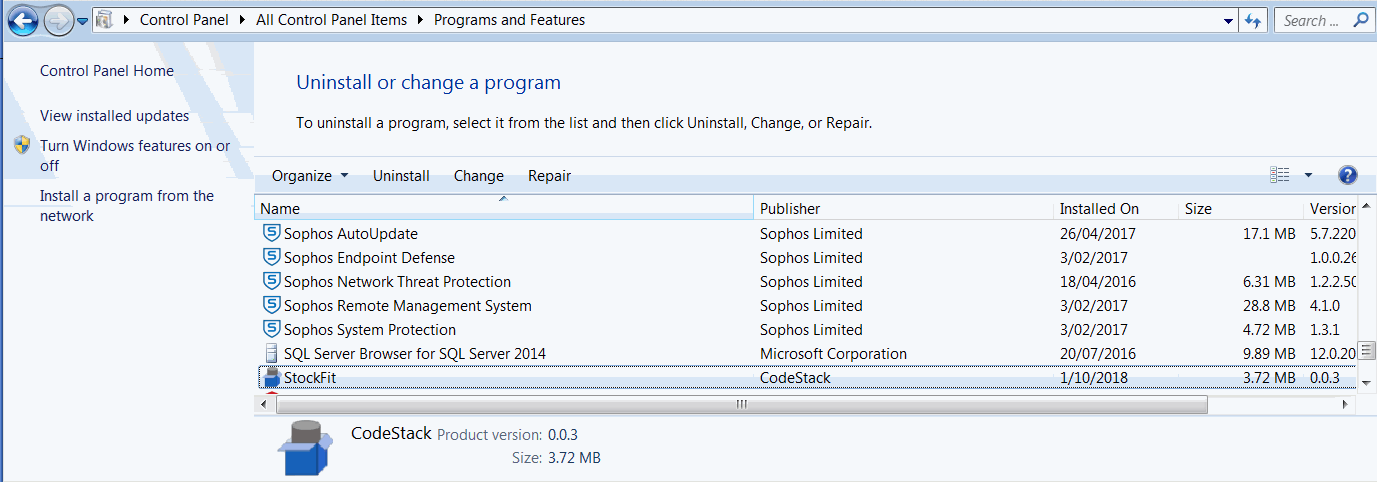 Control Panel All Control Panel Items Programs and Features Search ...
Control Panel Home
View installed updates
Turn Windows features on or
off
Install a program from the
network
Uninstall or change a program
To uninstall a program, select it from the list and then click Uninstall, Change, or Repair.
Organize Uninstall Change Repair
Name Publisher Installed On Size Version
Sophos AutoUpdate Sophos Limited 26/04/2017 17.1 MB 5.7.220
Sophos Endpoint Defense Sophos Limited 3/02/2017 1.0.0.26
Sophos Network Threat Protection Sophos Limited 18/04/2016 6.31 MB 1.2.2.50
Sophos Remote Management System Sophos Limited 3/02/2017 28.8 MB 4.1.0
Sophos System Protection Sophos Limited 3/02/2017 4.72 MB 1.3.1
SQL Server Browser for SQL Server 2014 Microsoft Corporation 20/07/2016 9.89 MB 12.0.20
StockFit CodeStack 1/10/2018 3.72 MB 0.0.3
CodeStack Product version: 0.0.3
Size: 3.72 MB